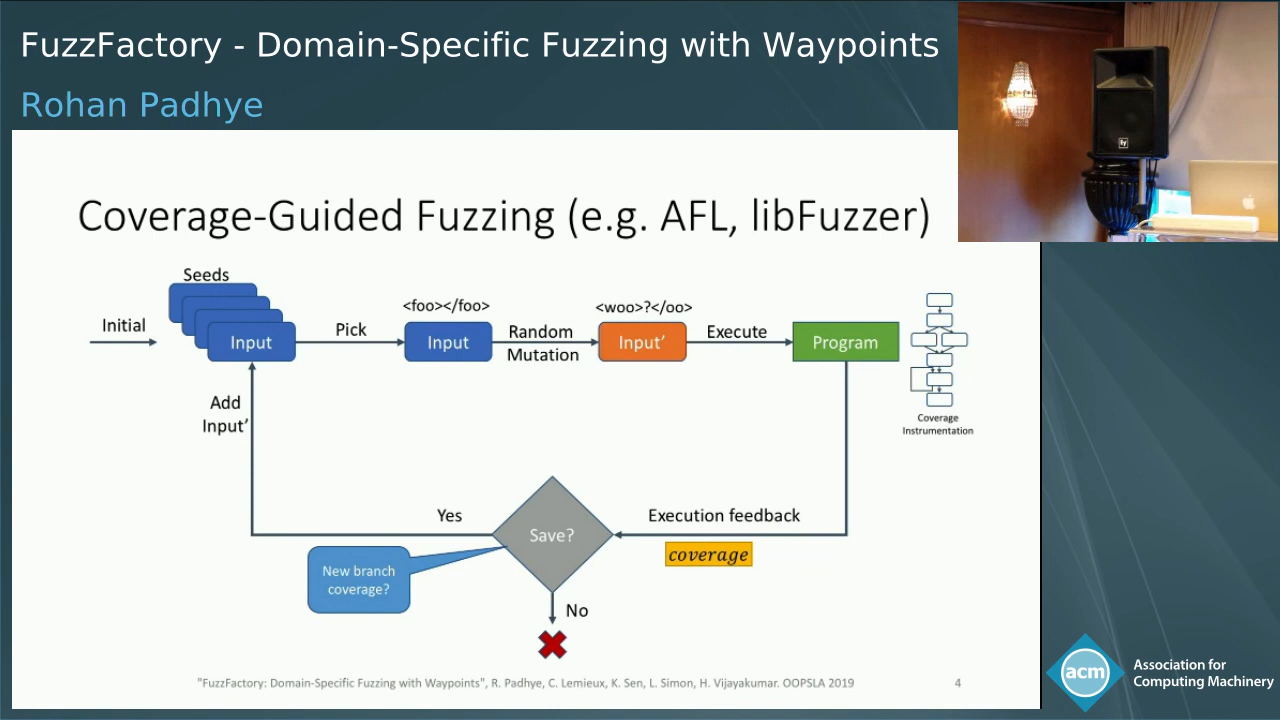 FuzzFactory - Domain-Specific Fuzzing with Waypoints
Rohan Padhye
Coverage-Guided Fuzzing (e.g. AFL, libFuzzer)
Seeds
Initial
Input
Pick
<foo></foo>
Input
Random
Mutation
<woo>?</oo>
Input’
Execute
Program
Coverage
Instrumentation
Add
Input’
Yes
Save?
Execution feedback
coverage
New branch
coverage?
No
"FuzzFactory: Domain-Specific Fuzzing with Waypoints", R. Padhye, C. Lemieux, K. Sen, L. Simon, H. Vijayakumar. OOPSLA 2019
4
acm
Association for
Computing Machinery
EV